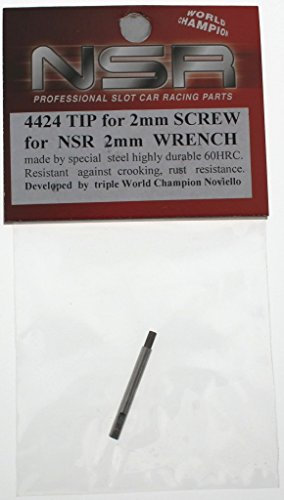 WORLD
CHAMPION
NSR
PROFESSIONAL SLOT CAR RACING PARTS
4424 TIP for 2mm SCREW
for NSR 2mm WRENCH
made by special steel highly durable 60HRC.
Resistant against crooking, rust resistance.
Developed by triple World Champion Noviello